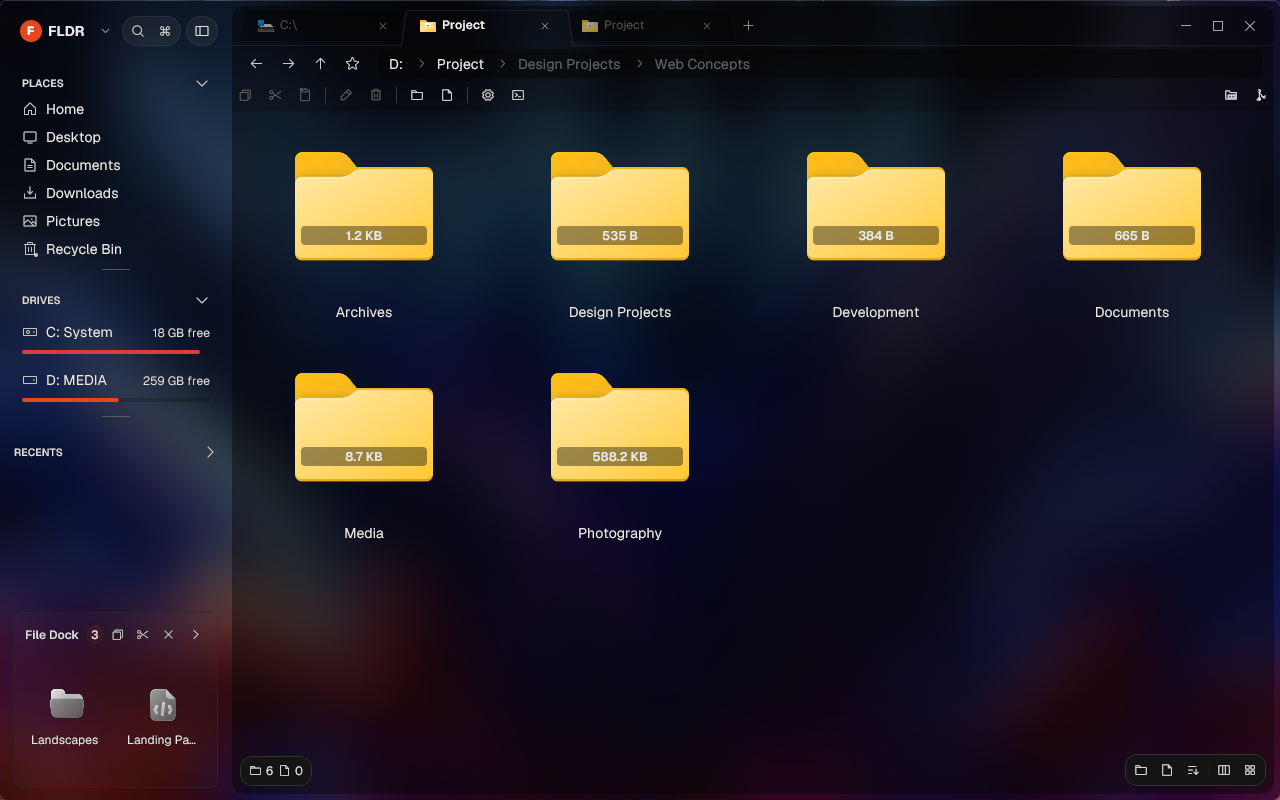 F FLDR
C:\
Project
Project
D: Project Design Projects Web Concepts
PLACES
Home
Desktop
Documents
Downloads
Pictures
Recycle Bin
DRIVES
C: System 18 GB free
D: MEDIA 259 GB free
RECENTS
File Dock 3
Landscapes
Landing Pa...
1.2 KB
535 B
384 B
665 B
Archives
Design Projects
Development
Documents
8.7 KB
588.2 KB
Media
Photography
6 0